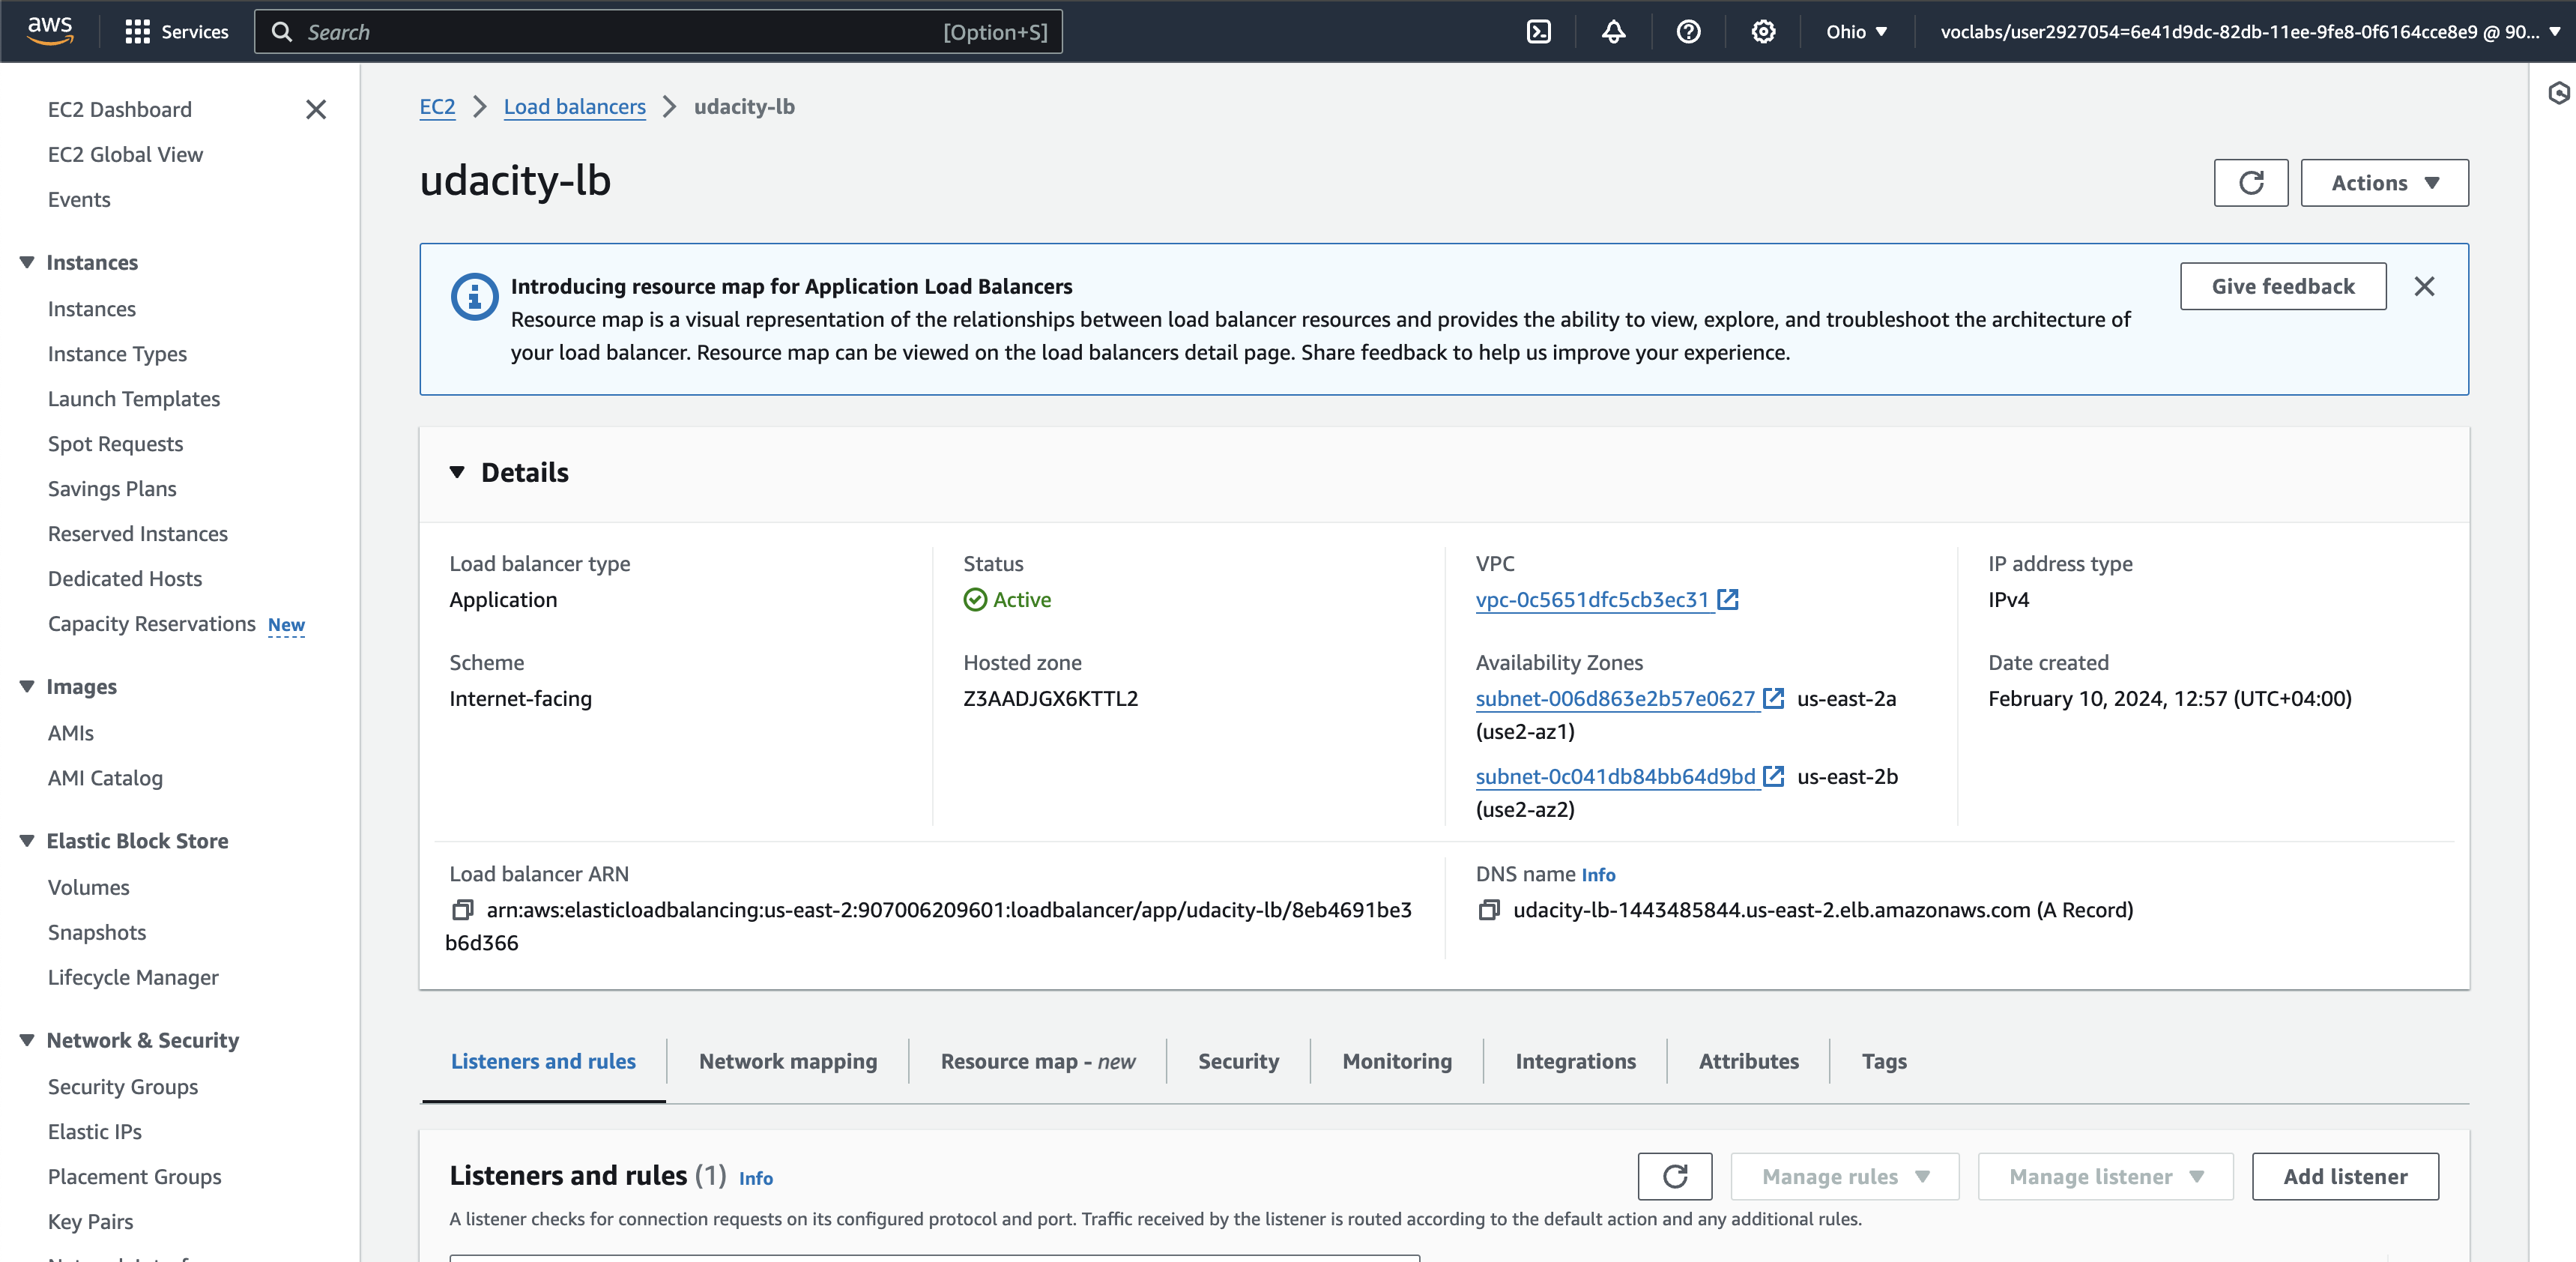 aws
Services
Search
[Option+S]
Ohio
voclabs/user2927054=6e41d9dc-82db-11ee-9fe8-0f6164cce8e9 @ 90...
EC2 Dashboard
EC2 Global View
Events
Instances
Instances
Instance Types
Launch Templates
Spot Requests
Savings Plans
Reserved Instances
Dedicated Hosts
Capacity Reservations New
Images
AMIs
AMI Catalog
Elastic Block Store
Volumes
Snapshots
Lifecycle Manager
Network & Security
Security Groups
Elastic IPs
Placement Groups
Key Pairs
EC2 > Load balancers > udacity-lb
udacity-lb
Actions
Introducing resource map for Application Load Balancers
Resource map is a visual representation of the relationships between load balancer resources and provides the ability to view, explore, and troubleshoot the architecture of
your load balancer. Resource map can be viewed on the load balancers detail page. Share feedback to help us improve your experience.
Give feedback
Details
Load balancer type
Application
Scheme
Internet-facing
Status
Active
Hosted zone
Z3AADJGX6KTTL2
VPC
vpc-0c5651dfc5cb3ec31
Availability Zones
subnet-006d863e2b57e0627 us-east-2a
(use2-az1)
subnet-0c041db84bb64d9bd us-east-2b
(use2-az2)
IP address type
IPv4
Date created
February 10, 2024, 12:57 (UTC+04:00)
Load balancer ARN
arn:aws:elasticloadbalancing:us-east-2:907006209601:loadbalancer/app/udacity-lb/8eb4691be3
b6d366
DNS name Info
udacity-lb-1443485844.us-east-2.elb.amazonaws.com (A Record)
Listeners and rules
Network mapping
Resource map - new
Security
Monitoring
Integrations
Attributes
Tags
Listeners and rules (1) Info
Manage rules
Manage listener
Add listener
A listener checks for connection requests on its configured protocol and port. Traffic received by the listener is routed according to the default action and any additional rules.